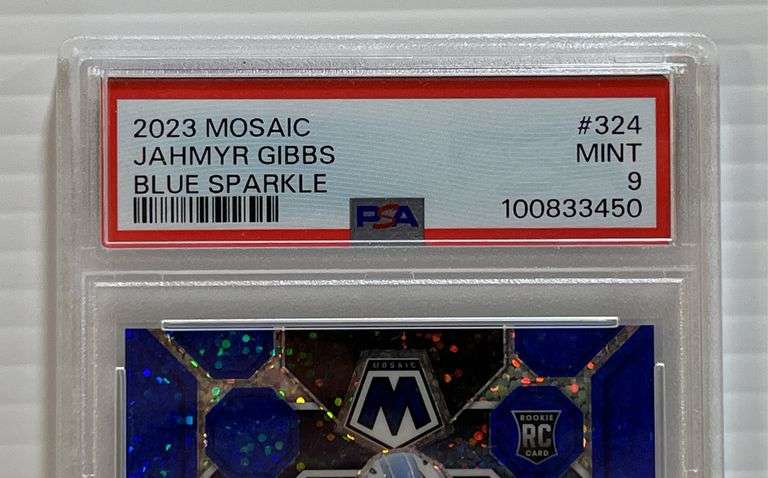 2023 MOSAIC #324
JAHMYR GIBBS MINT
BLUE SPARKLE 9
PSA 100833450
MOSAIC
M
ROOKIE
RC
CARD